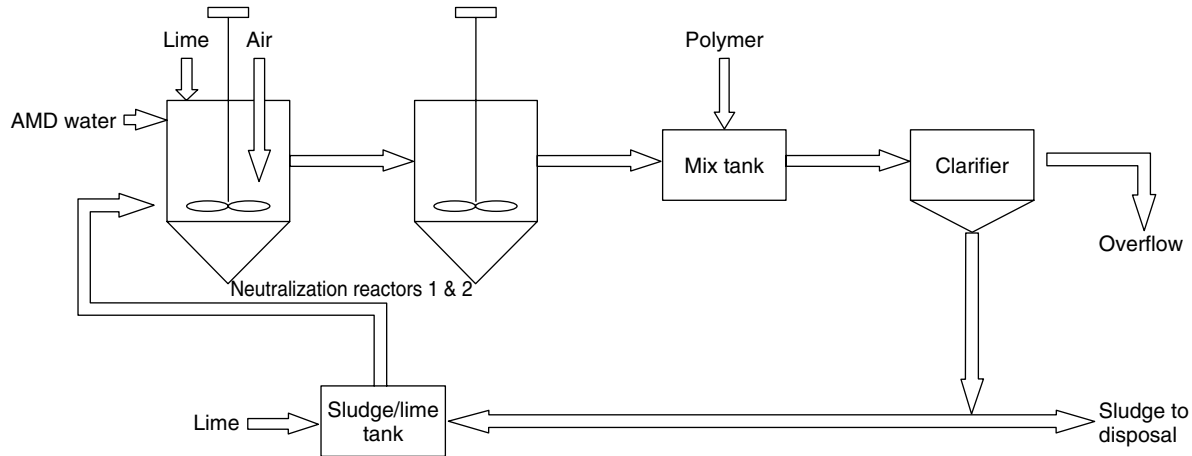 Lime
Air
Polymer
AMD water
Mix tank
Clarifier
Overflow
Neutralization reactors 1 & 2
Lime
Sludge/lime
tank
Sludge to
disposal